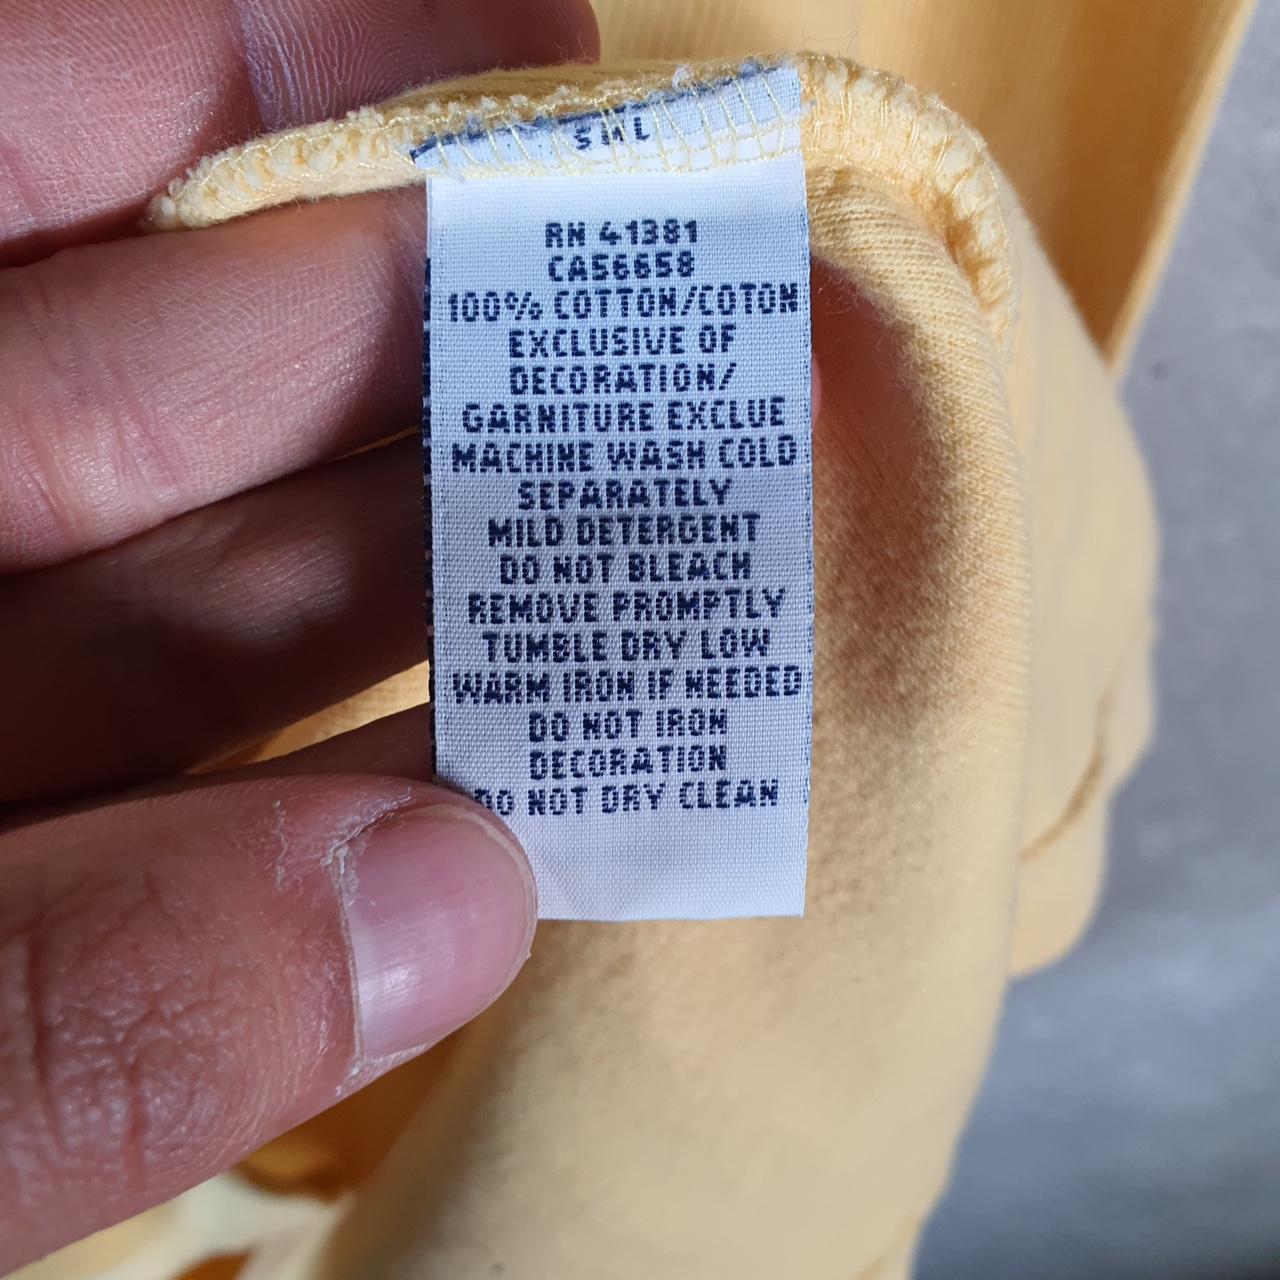 SML
RN 41381
CA56658
100% COTTON/COTON
EXCLUSIVE OF
DECORATION/
GARNITURE EXCLUE
MACHINE WASH COLD
SEPARATELY
MILD DETERGENT
DO NOT BLEACH
REMOVE PROMPTLY
TUMBLE DRY LOW
WARM IRON IF NEEDED
DO NOT IRON
DECORATION
DO NOT DRY CLEAN